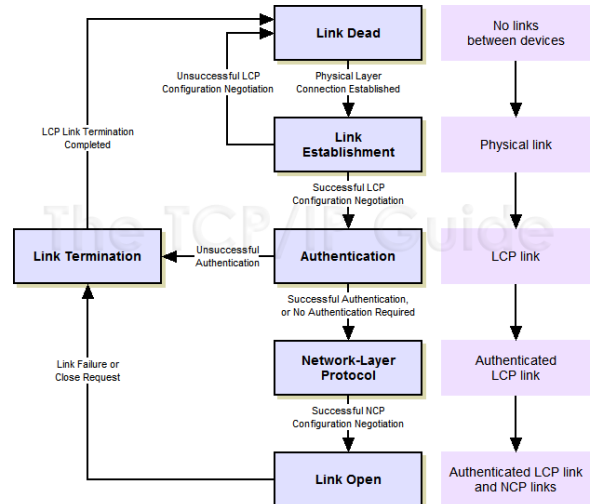 Link Dead
No links
between devices
Unsuccessful LCP
Configuration Negotiation
Physical Layer
Connection Established
LCP Link Termination
Completed
Link
Establishment
Physical link
Successful LCP
Configuration Negotiation
The TCP/IP Guide
Link Termination
Unsuccessful
Authentication
Authentication
LCP link
Successful Authentication,
or No Authentication Required
Link Failure or
Close Request
Network-Layer
Protocol
Authenticated
LCP link
Successful NCP
Configuration Negotiation
Link Open
Authenticated LCP link
and NCP links